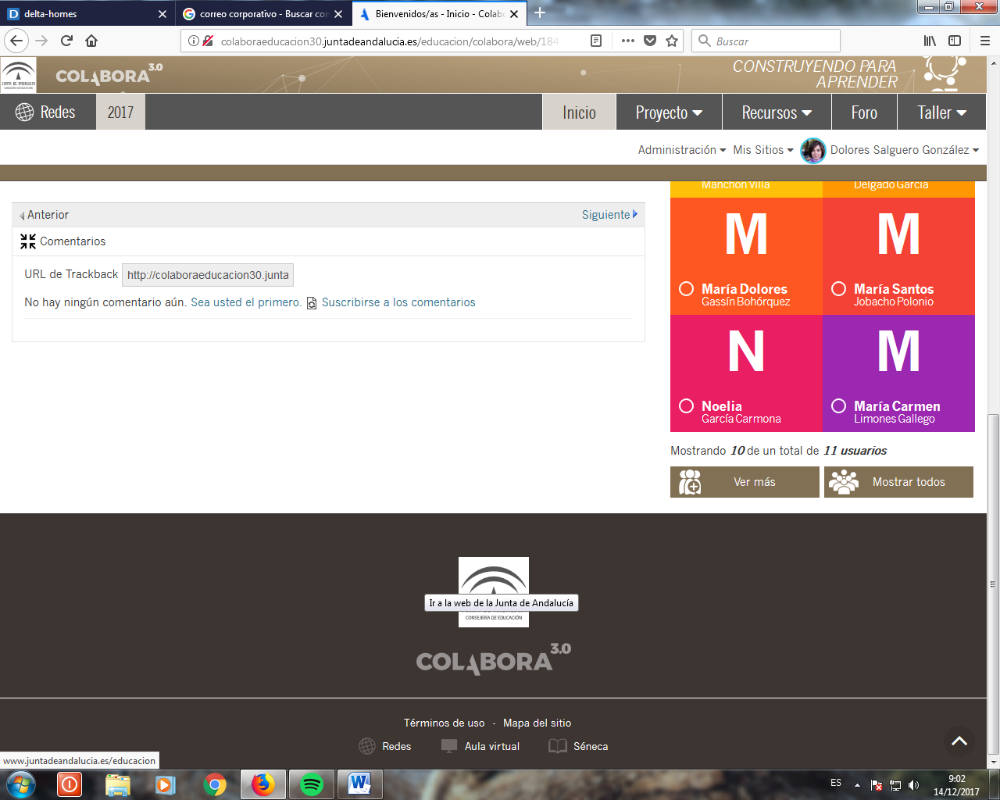 delta-homes
correo corporativo - Buscar con
Bienvenidos/as - Inicio - Colabo
colaboraeducacion30.juntadeandalucia.es/educacion/colabora/web/184
Buscar
COLABORA 3.0
CONSTRUYENDO PARA
APRENDER
Redes
2017
Inicio
Proyecto
Recursos
Foro
Taller
Administración
Mis Sitios
Dolores Salguero González
Manchón Villa
Delgado García
Anterior
Siguiente
Comentarios
URL de Trackback http://colaboraeducacion30.junta
No hay ningún comentario aún. Sea usted el primero. Suscribirse a los comentarios
M
María Dolores
Gassín Bohórquez
M
María Santos
Jobacho Polonio
N
Noelia
García Carmona
M
María Carmen
Limones Gallego
Mostrando 10 de un total de 11 usuarios
Ver más
Mostrar todos
Ir a la web de la Junta de Andalucía
CONSEJERÍA DE EDUCACIÓN
COLABORA 3.0
Términos de uso - Mapa del sitio
Redes
Aula virtual
Séneca
www.juntadeandalucia.es/educacion
ES
9:02
14/12/2017